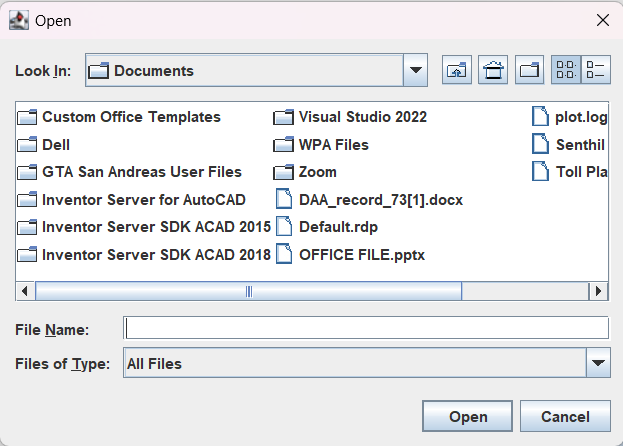 Open
Look In: Documents
Custom Office Templates
Dell
GTA San Andreas User Files
Inventor Server for AutoCAD
Inventor Server SDK ACAD 2015
Inventor Server SDK ACAD 2018
Visual Studio 2022
WPA Files
Zoom
DAA_record_73[1].docx
Default.rdp
OFFICE FILE.pptx
plot.log
Senthil
Toll Pla
File Name:
Files of Type: All Files
Open Cancel